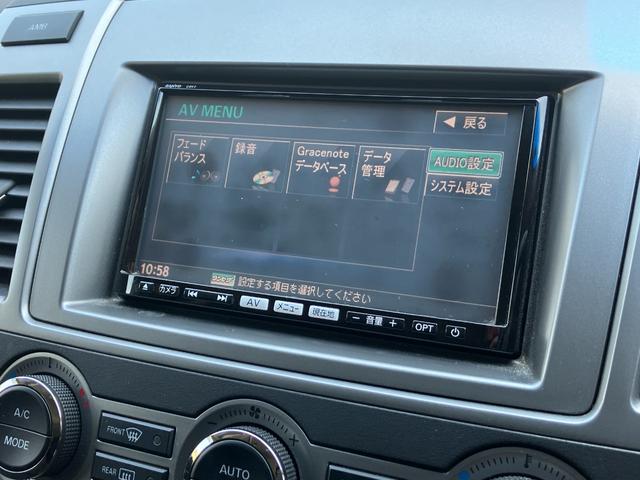 AMB
SANYO
AV MENU
◀ 戻る
フェード
バランス
録音
Gracenote
データベース
データ
管理
AUDIO設定
システム設定
10:58
設定する項目を選択してください
カメラ
AV
メニュー
現在地
− 音量 +
OPT
A/C
MODE
FRONT
REAR
AUTO